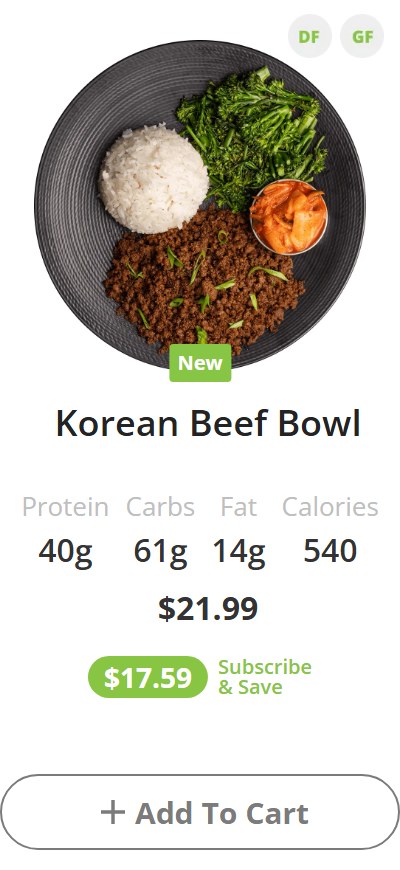 DF GF
New
Korean Beef Bowl
Protein Carbs Fat Calories
40g 61g 14g 540
$21.99
$17.59 Subscribe
& Save
+ Add To Cart